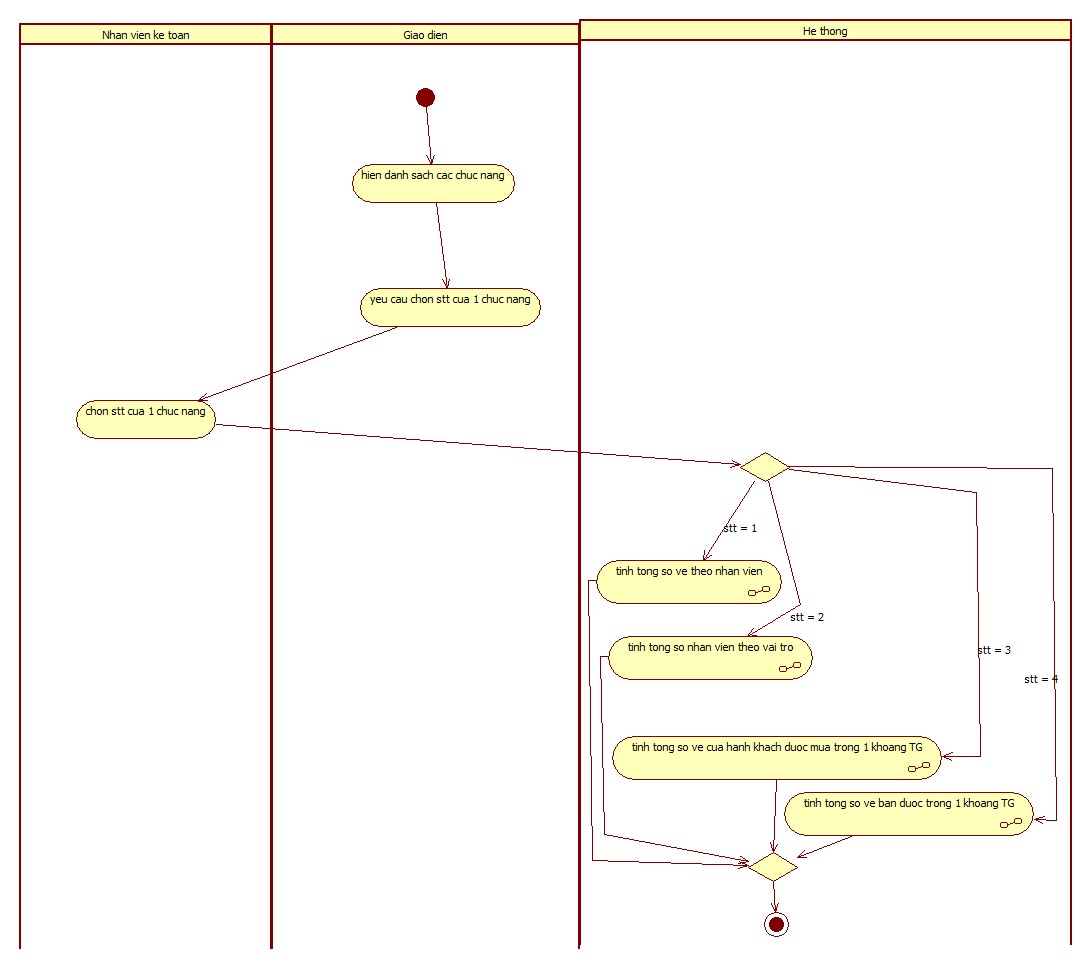 Nhan vien ke toan
Giao dien
He thong
hien danh sach cac chuc nang
yeu cau chon stt cua 1 chuc nang
chon stt cua 1 chuc nang
stt = 1
tinh tong so ve theo nhan vien
stt = 2
tinh tong so nhan vien theo vai tro
stt = 3
stt = 4
tinh tong so ve cua hanh khach duoc mua trong 1 khoang TG
tinh tong so ve ban duoc trong 1 khoang TG